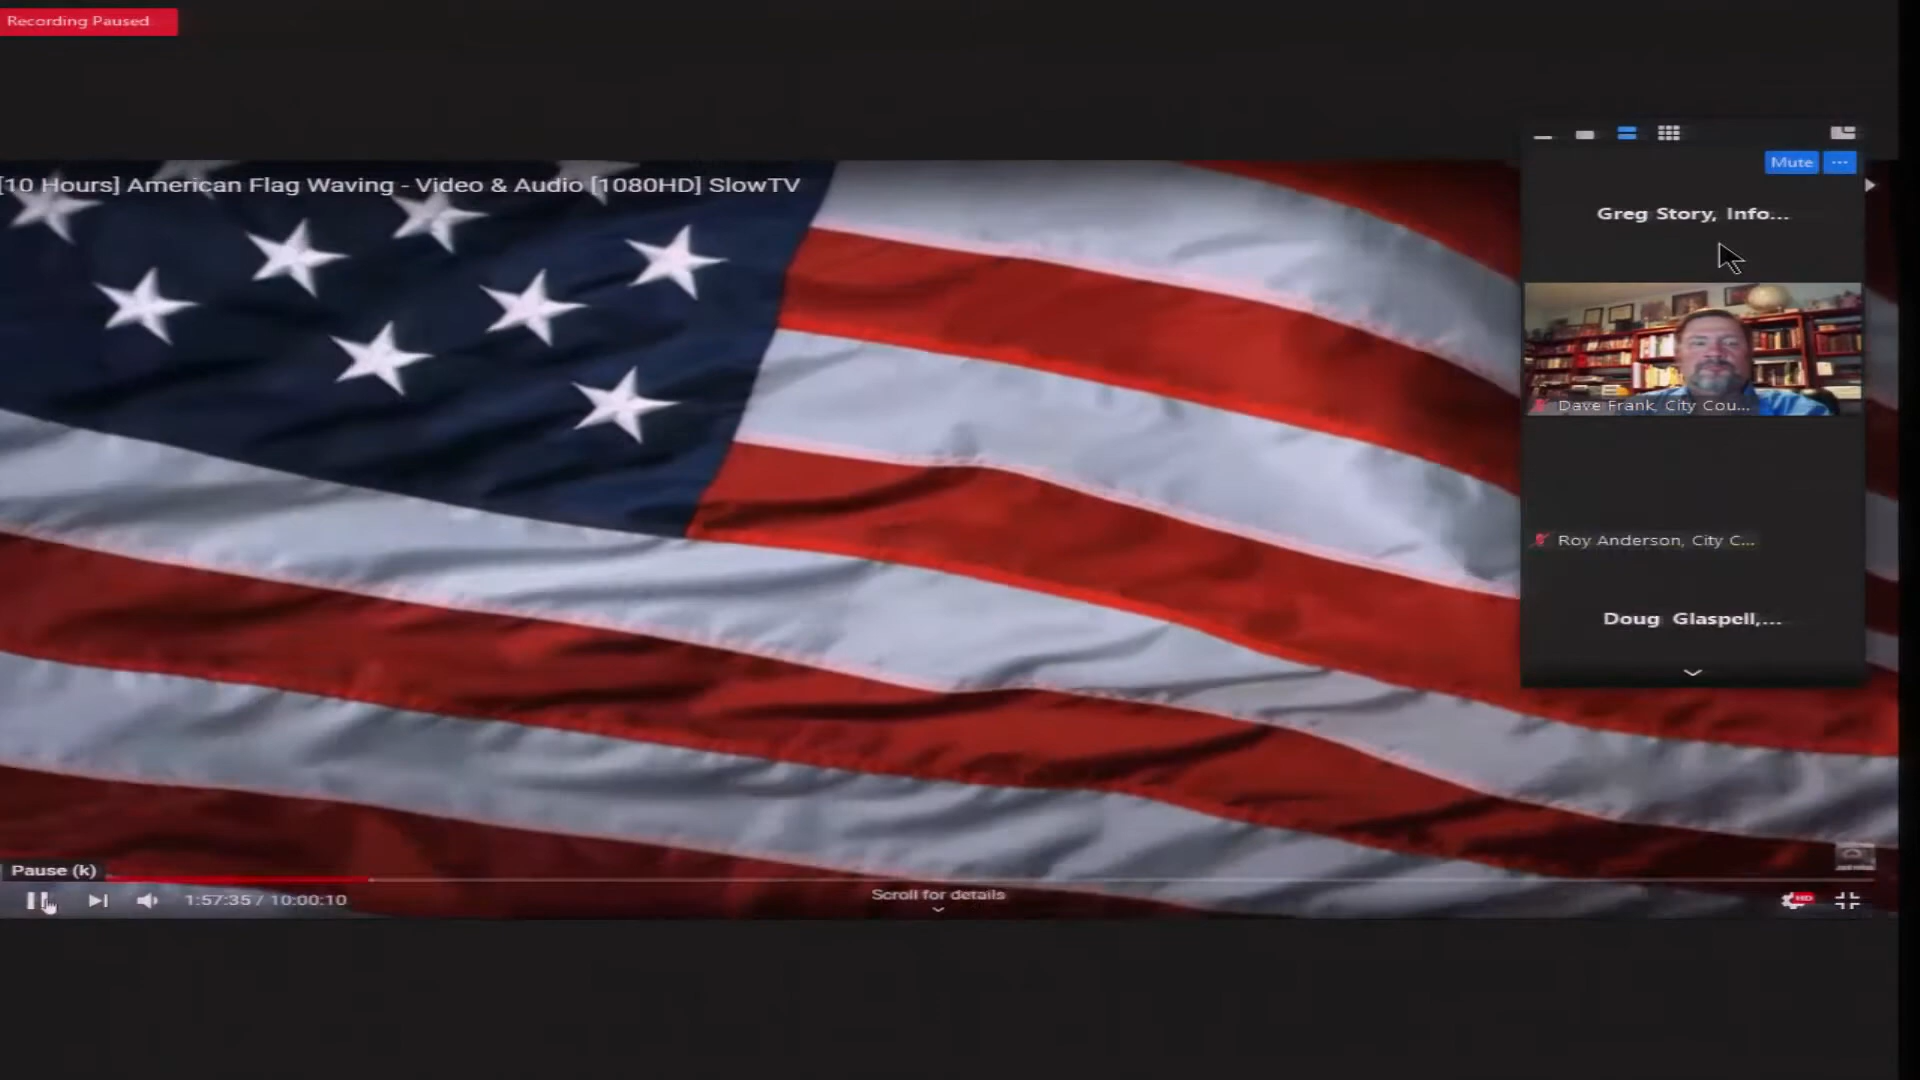 Recording Paused
[10 Hours] American Flag Waving - Video & Audio [1080HD] SlowTV
Mute
Greg Story, Info...
Dave Frank, City Cou...
Roy Anderson, City C...
Doug Glaspell,...
Pause (k)
1:57:35 / 10:00:10
Scroll for details
HD